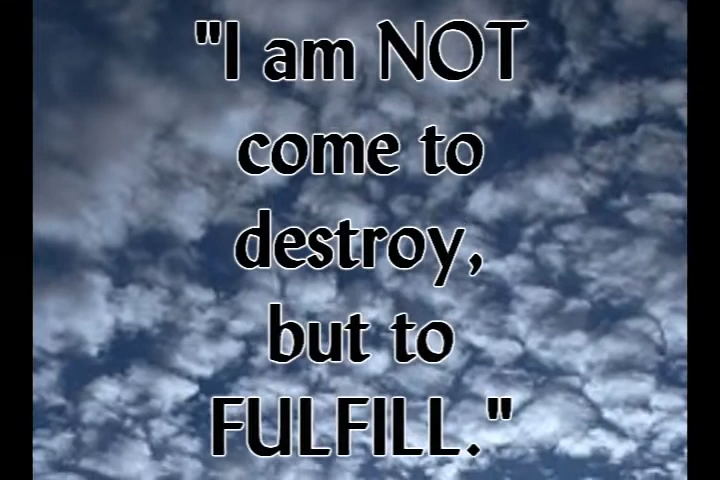 "I am NOT
come to
destroy,
but to
FULFILL."